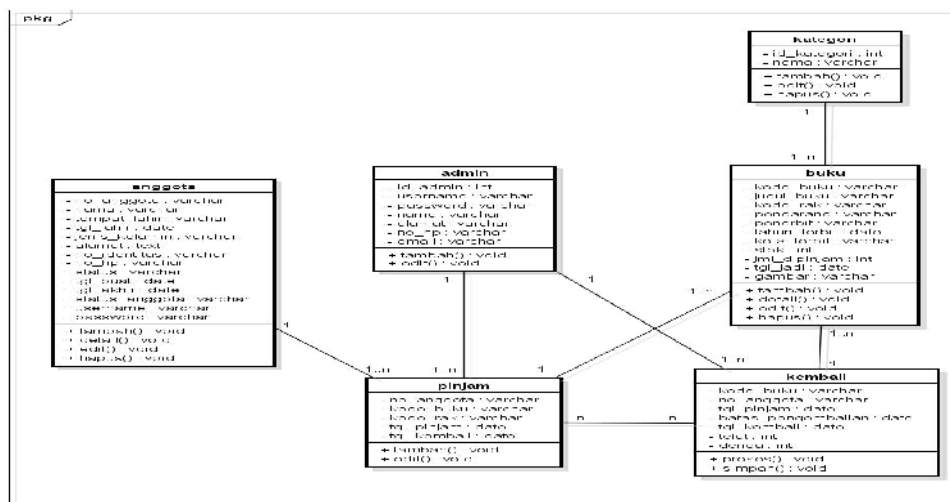 pkg
kategori
- id_kategori : int
- nama : varchar
+ tambah() : void
+ edit() : void
+ hapus() : void
1
1..n
buku
- kode_buku : varchar
- judul_buku : varchar
- kode_rak : varchar
- pengarang : varchar
- penerbit : varchar
- tahun_terbit : date
- kota_terbit : varchar
- stok : int
- jml_dipinjam : int
- tgl_jadi : date
- gambar : varchar
+ tambah() : void
+ detail() : void
+ edit() : void
+ hapus() : void
admin
- id_admin : int
- username : varchar
- password : varchar
- nama : varchar
- alamat : varchar
- no_hp : varchar
- email : varchar
+ tambah() : void
+ edit() : void
anggota
- no_anggota : varchar
- nama : varchar
- tempat_lahir : varchar
- tgl_lahir : date
- jenis_kelamin : varchar
- alamat : text
- no_identitas : varchar
- no_hp : varchar
- status : varchar
- tgl_buat : date
- tgl_akhir : date
- status_anggota : varchar
- username : varchar
- password : varchar
+ tambah() : void
+ detail() : void
+ edit() : void
+ hapus() : void
1
1
1..n
1
1..n
1..n
1
1..n
1..n
pinjam
- no_anggota : varchar
- kode_buku : varchar
- kode_rak : varchar
- tgl_pinjam : date
- tgl_kembali : date
+ tambah() : void
+ edit() : void
n
n
kembali
- kode_buku : varchar
- no_anggota : varchar
- tgl_pinjam : date
- batas_pengembalian : date
- tgl_kembali : date
- telat : int
- denda : int
+ proses() : void
+ simpan() : void